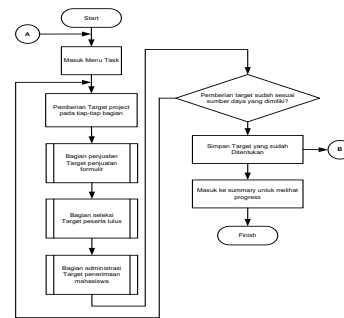 Start
A
Masuk Menu Task
Pemberian Target project
pada tiap-tiap bagian
Bagian penjualan
Target penjualan
formulir
Bagian seleksi
Target peserta lulus
Bagian administrasi
Target penerimaan
mahasiswa
Pemberian target sudah sesuai
sumber daya yang dimiliki?
Simpan Target yang sudah
Ditentukan
B
Masuk ke summary untuk melihat
progress
Finish